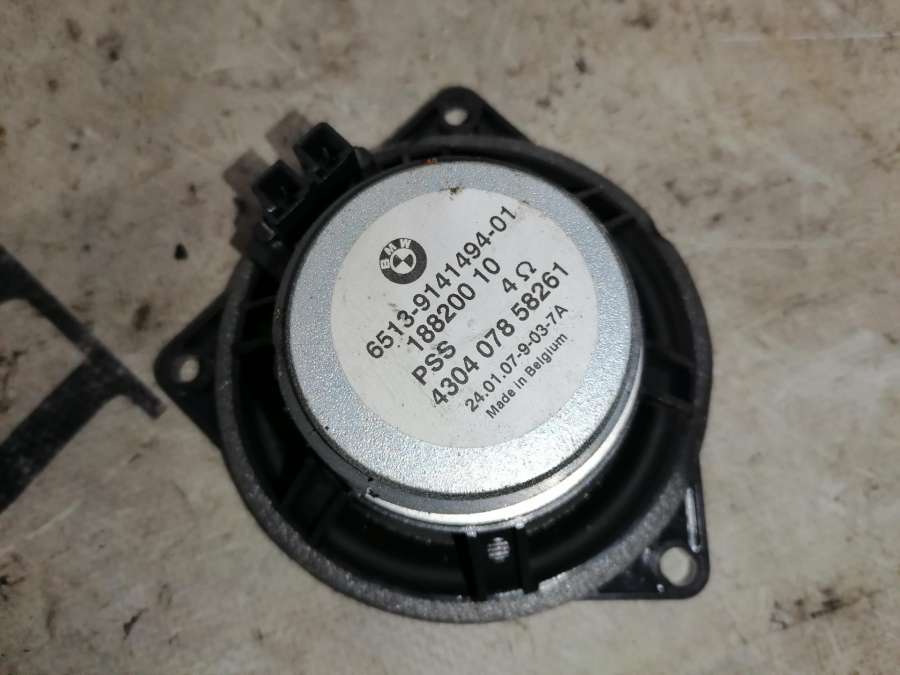 BMW
6513-9141494-01
188200 10
PSS 4 Ω
4304 078 58261
24.01.07-9-03-7A
Made in Belgium